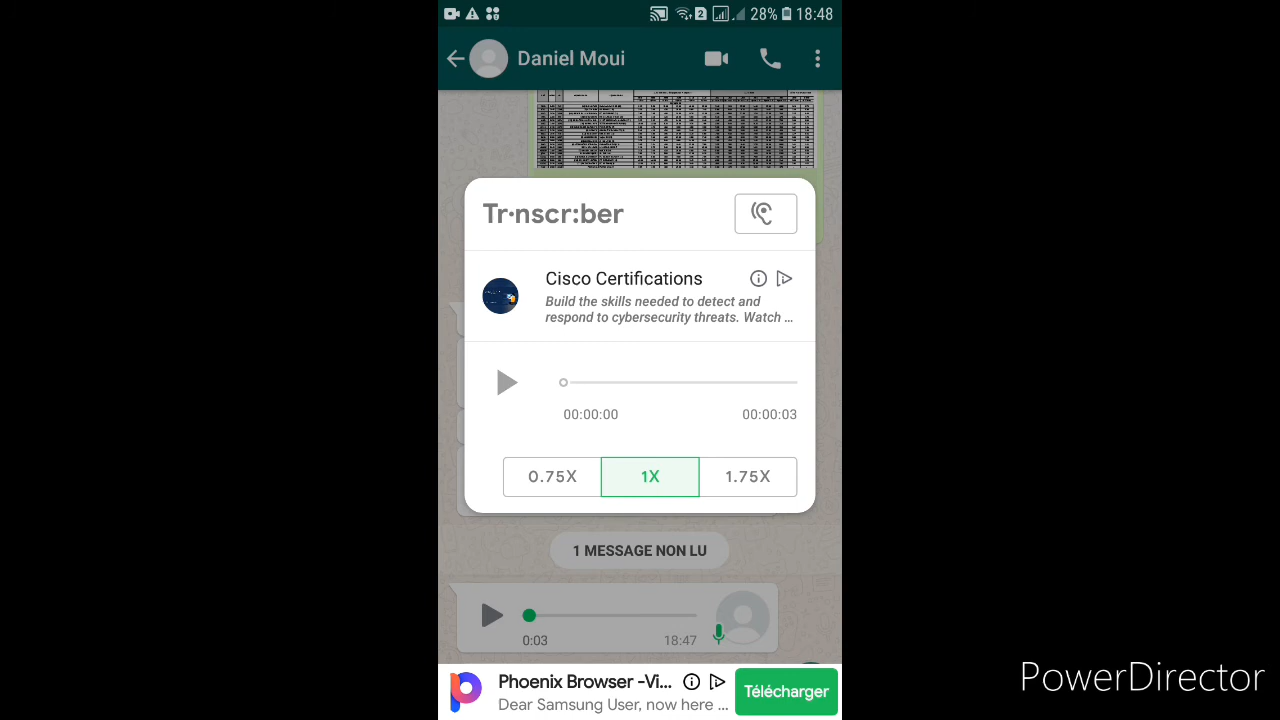 2 28% 18:48
Daniel Moui
Tr·nscr:ber
Cisco Certifications
Build the skills needed to detect and
respond to cybersecurity threats. Watch ...
00:00:00 00:00:03
0.75X 1X 1.75X
1 MESSAGE NON LU
0:03 18:47
Phoenix Browser -Vi...
Dear Samsung User, now here ...
Télécharger
PowerDirector